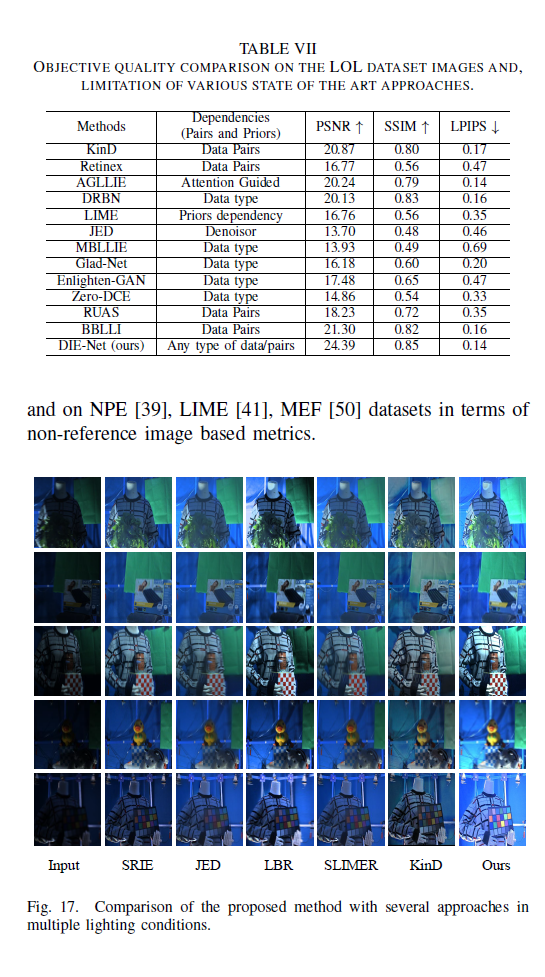 TABLE VII
OBJECTIVE QUALITY COMPARISON ON THE LOL DATASET IMAGES AND,
LIMITATION OF VARIOUS STATE OF THE ART APPROACHES.
Methods Dependencies (Pairs and Priors) PSNR ↑ SSIM ↑ LPIPS ↓
KinD Data Pairs 20.87 0.80 0.17
Retinex Data Pairs 16.77 0.56 0.47
AGLLIE Attention Guided 20.24 0.79 0.14
DRBN Data type 20.13 0.83 0.16
LIME Priors dependency 16.76 0.56 0.35
JED Denoisor 13.70 0.48 0.46
MBLLIE Data type 13.93 0.49 0.69
Glad-Net Data type 16.18 0.60 0.20
Enlighten-GAN Data type 17.48 0.65 0.47
Zero-DCE Data type 14.86 0.54 0.33
RUAS Data Pairs 18.23 0.72 0.35
BBLLI Data Pairs 21.30 0.82 0.16
DIE-Net (ours) Any type of data/pairs 24.39 0.85 0.14
and on NPE [39], LIME [41], MEF [50] datasets in terms of
non-reference image based metrics.
Input SRIE JED LBR SLIMER KinD Ours
Fig. 17. Comparison of the proposed method with several approaches in
multiple lighting conditions.